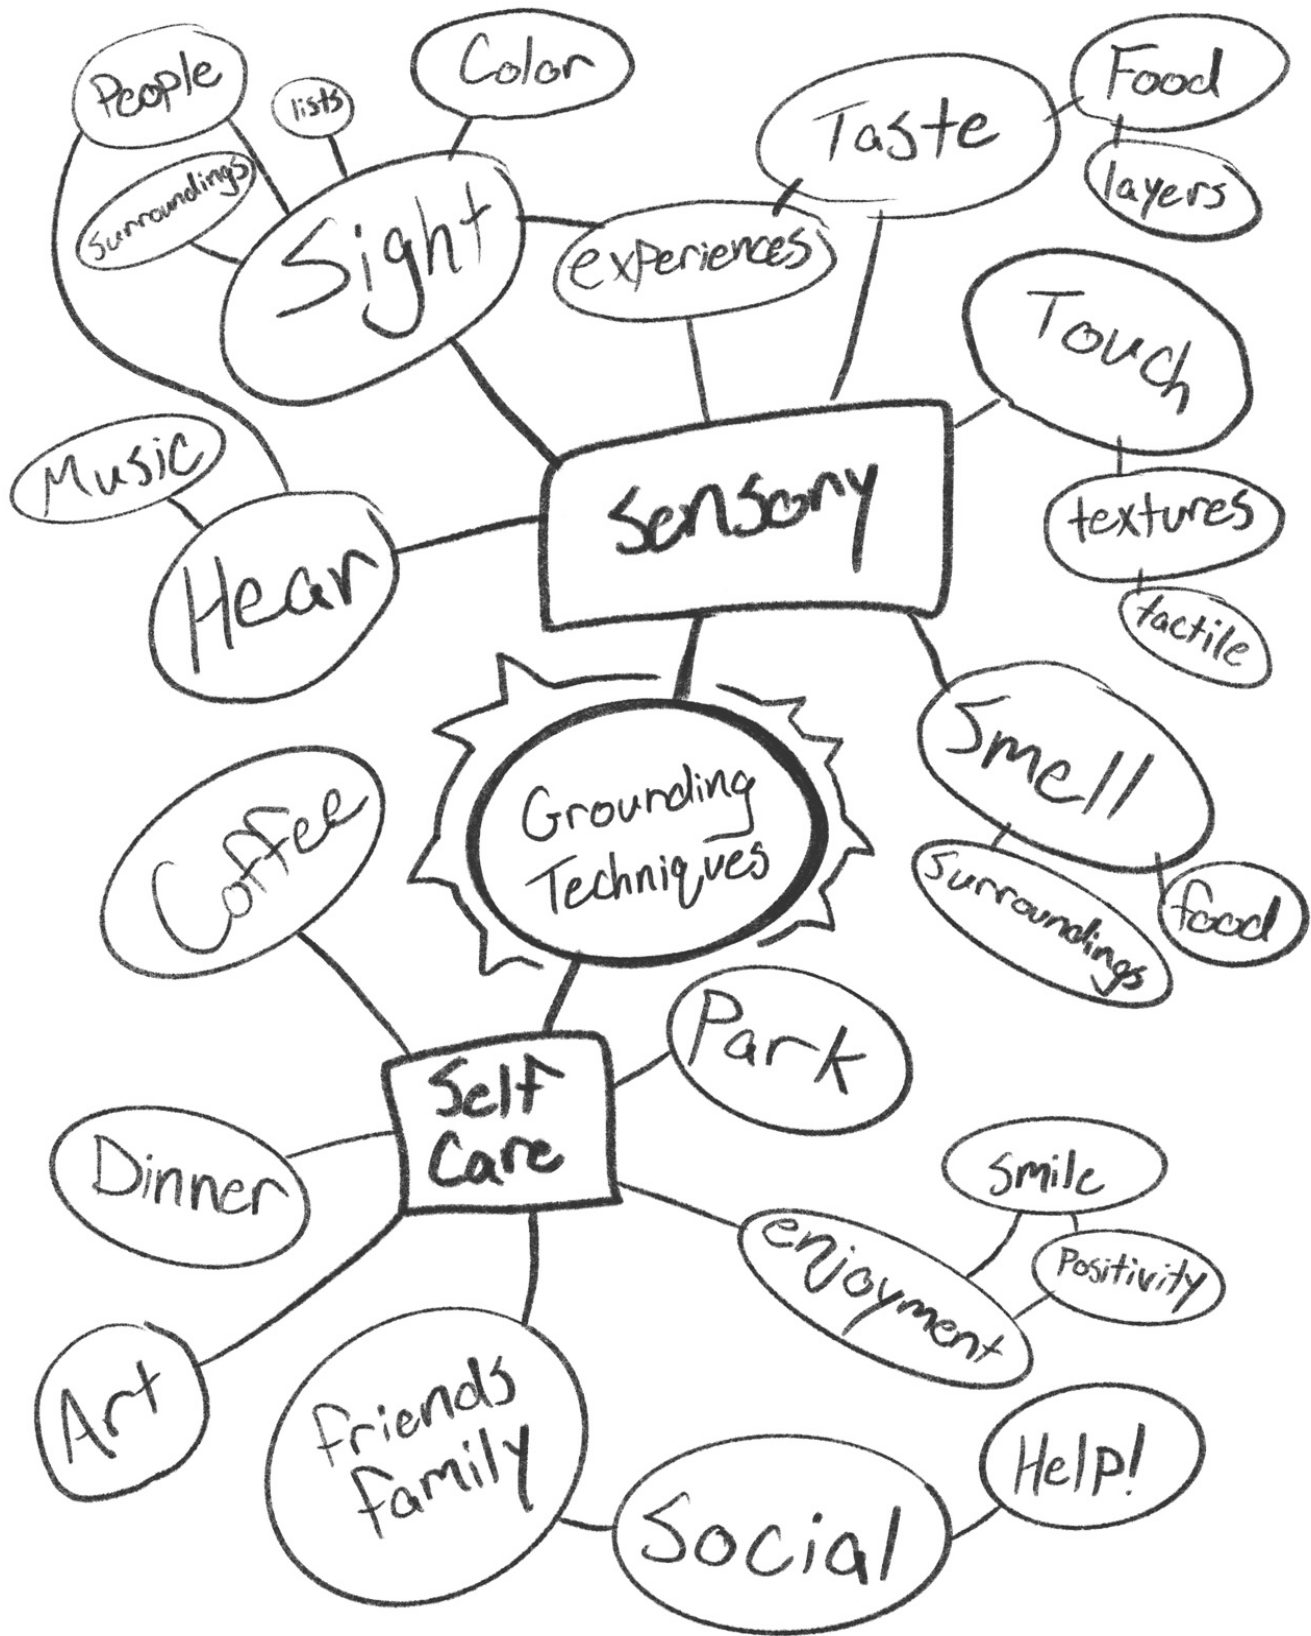 People
lists
Color
Taste
Food
layers
surroundings
Sight
experiences
Touch
Music
Hear
Sensory
textures
tactile
Smell
surroundings
food
Grounding
Techniques
Coffee
Park
Self
Care
Dinner
enjoyment
Smile
Positivity
Art
friends
family
Social
Help!